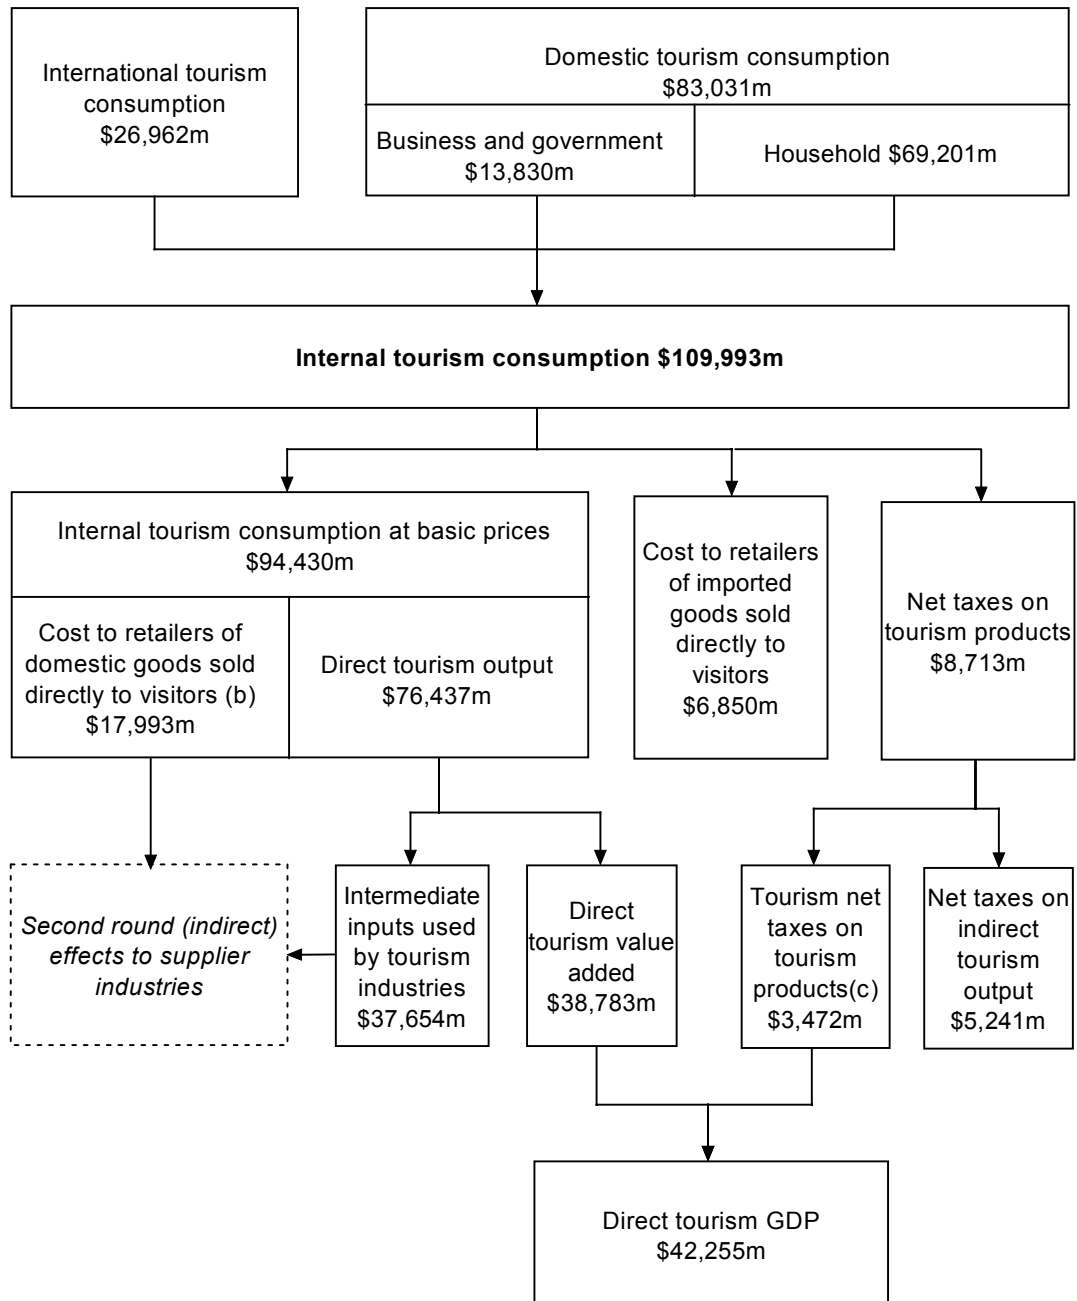 International tourism
consumption
$26,962m
Domestic tourism consumption
$83,031m
Business and government
$13,830m
Household $69,201m
Internal tourism consumption $109,993m
Internal tourism consumption at basic prices
$94,430m
Cost to retailers of
domestic goods sold
directly to visitors (b)
$17,993m
Direct tourism output
$76,437m
Cost to retailers
of imported
goods sold
directly to
visitors
$6,850m
Net taxes on
tourism products
$8,713m
Second round (indirect)
effects to supplier
industries
Intermediate
inputs used
by tourism
industries
$37,654m
Direct
tourism value
added
$38,783m
Tourism net
taxes on
tourism
products(c)
$3,472m
Net taxes on
indirect
tourism
output
$5,241m
Direct tourism GDP
$42,255m